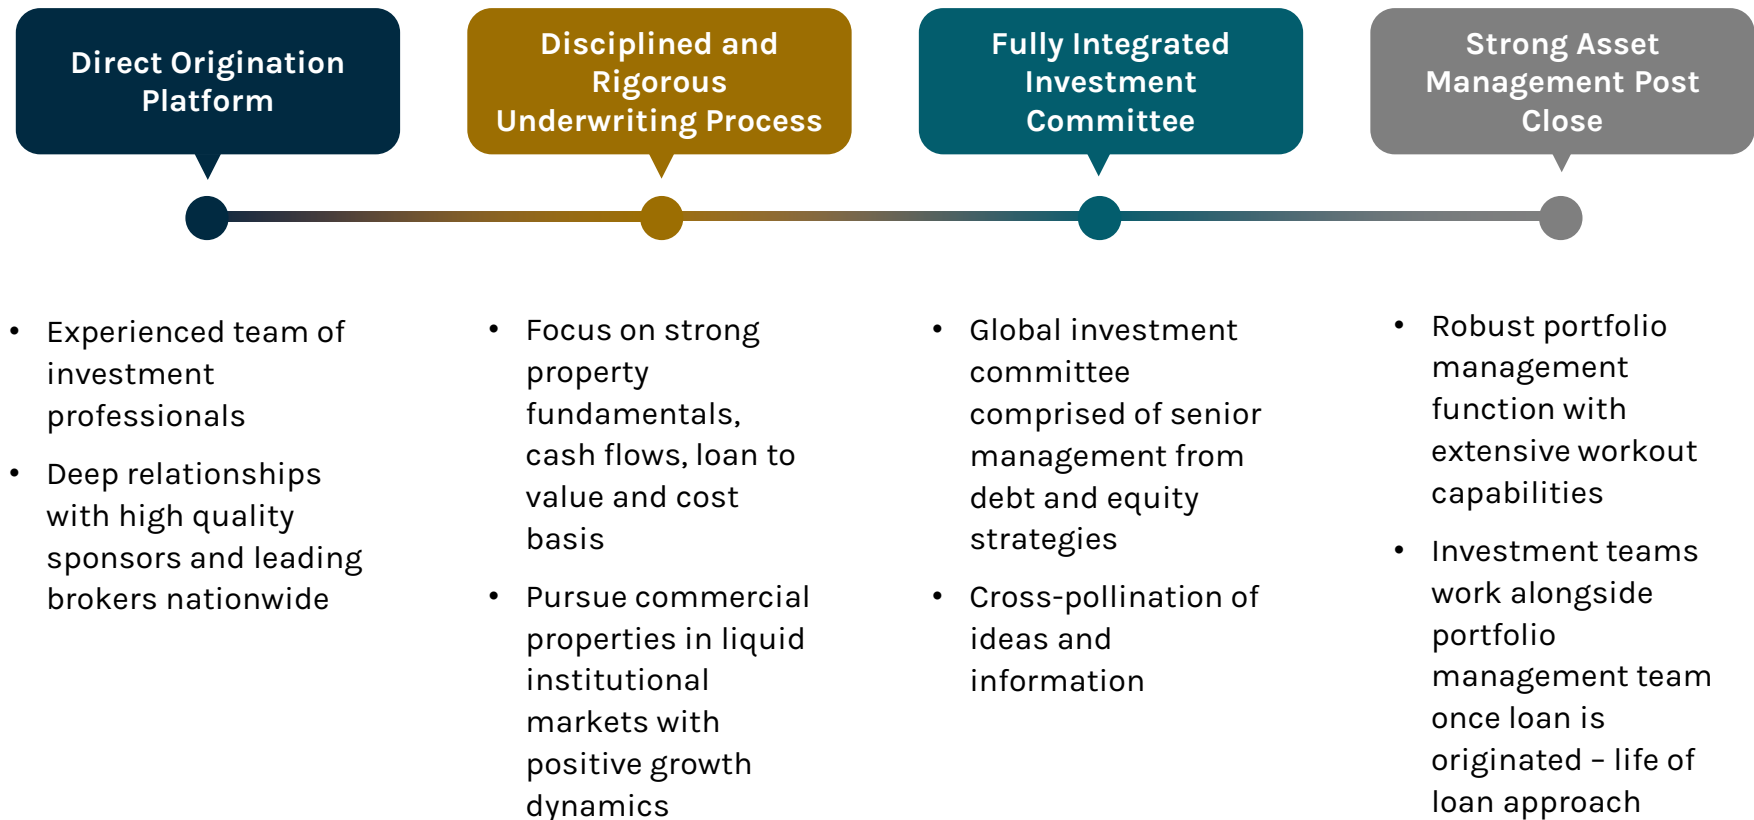 Direct Origination
Platform
Disciplined and
Rigorous
Underwriting Process
Fully Integrated
Investment
Committee
Strong Asset
Management Post
Close
• Experienced team of
investment
professionals
• Deep relationships
with high quality
sponsors and leading
brokers nationwide
• Focus on strong
property
fundamentals,
cash flows, loan to
value and cost
basis
• Pursue commercial
properties in liquid
institutional
markets with
positive growth
dynamics
• Global investment
committee
comprised of senior
management from
debt and equity
strategies
• Cross-pollination of
ideas and
information
• Robust portfolio
management
function with
extensive workout
capabilities
• Investment teams
work alongside
portfolio
management team
once loan is
originated – life of
loan approach